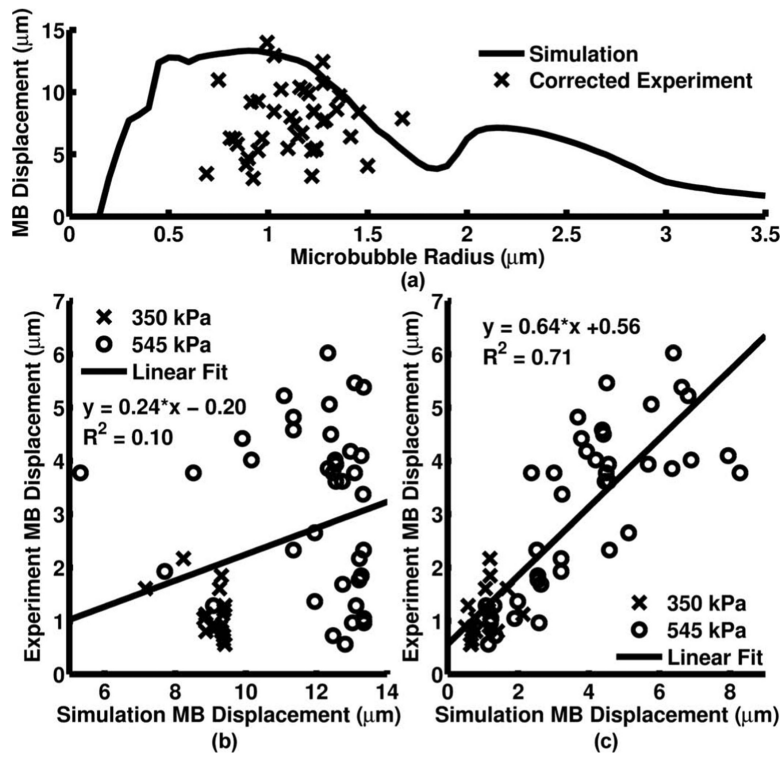 15
10
5
0
MB Displacement (μm)
Simulation
Corrected Experiment
0 0.5 1 1.5 2 2.5 3 3.5
Microbubble Radius (μm)
(a)
7
6
5
4
3
2
1
0
Experiment MB Displacement (μm)
350 kPa
545 kPa
Linear Fit
y = 0.24*x − 0.20
R² = 0.10
6 8 10 12 14
Simulation MB Displacement (μm)
(b)
7
6
5
4
3
2
1
0
Experiment MB Displacement (μm)
y = 0.64*x +0.56
R² = 0.71
350 kPa
545 kPa
Linear Fit
0 2 4 6 8
Simulation MB Displacement (μm)
(c)